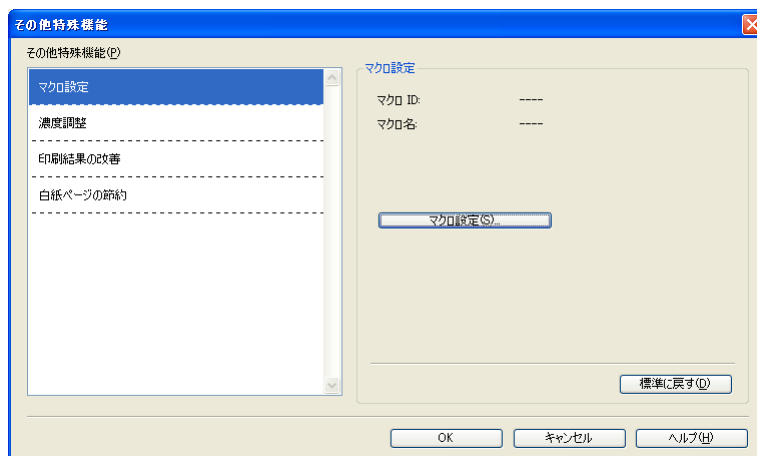 その他特殊機能
その他特殊機能(P)
マクロ設定
濃度調整
印刷結果の改善
白紙ページの節約
マクロ設定
マクロ ID: ----
マクロ名: ----
マクロ設定(S)...
標準に戻す(D)
OK キャンセル ヘルプ(H)